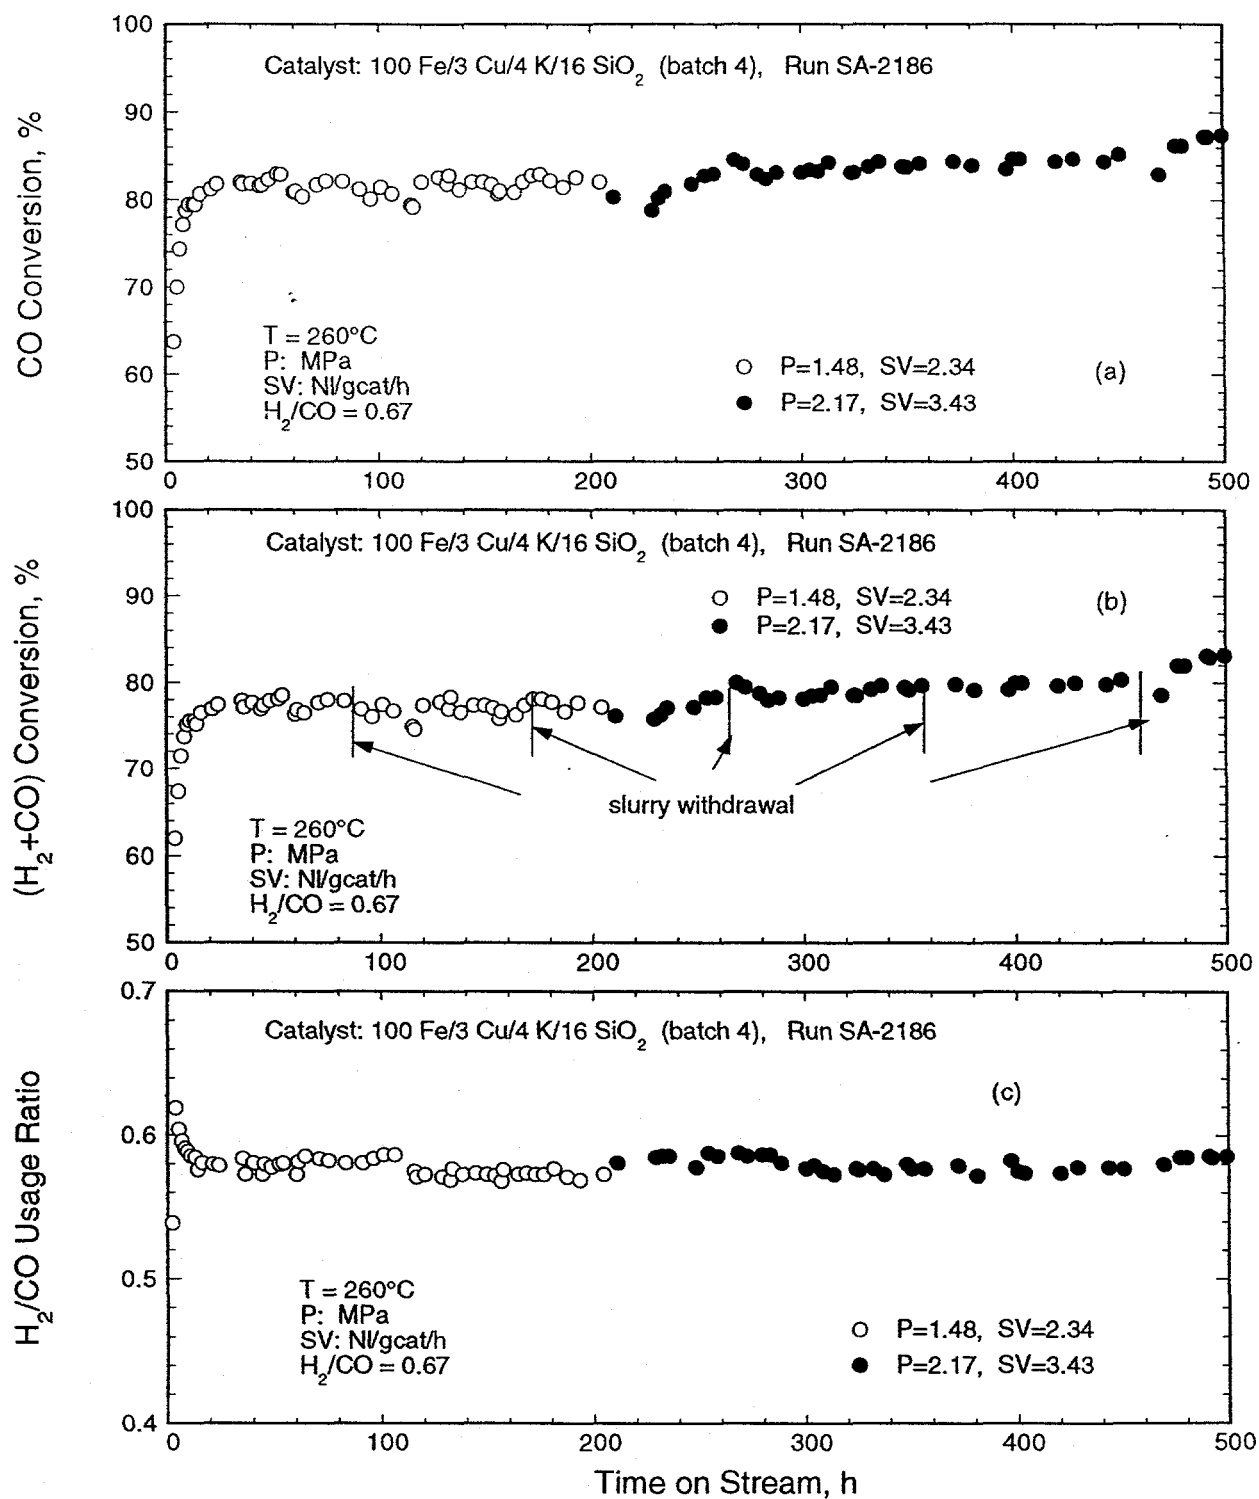 CO Conversion, %
100
90
80
70
60
50
Catalyst: 100 Fe/3 Cu/4 K/16 SiO2 (batch 4), Run SA-2186
T = 260°C
P: MPa
SV: Nl/gcat/h
H2/CO = 0.67
P=1.48, SV=2.34
P=2.17, SV=3.43
(a)
0 100 200 300 400 500
(H2+CO) Conversion, %
100
90
80
70
60
50
Catalyst: 100 Fe/3 Cu/4 K/16 SiO2 (batch 4), Run SA-2186
P=1.48, SV=2.34
P=2.17, SV=3.43
(b)
slurry withdrawal
T = 260°C
P: MPa
SV: Nl/gcat/h
H2/CO = 0.67
0 100 200 300 400 500
H2/CO Usage Ratio
0.7
0.6
0.5
0.4
Catalyst: 100 Fe/3 Cu/4 K/16 SiO2 (batch 4), Run SA-2186
(c)
T = 260°C
P: MPa
SV: Nl/gcat/h
H2/CO = 0.67
P=1.48, SV=2.34
P=2.17, SV=3.43
0 100 200 300 400 500
Time on Stream, h